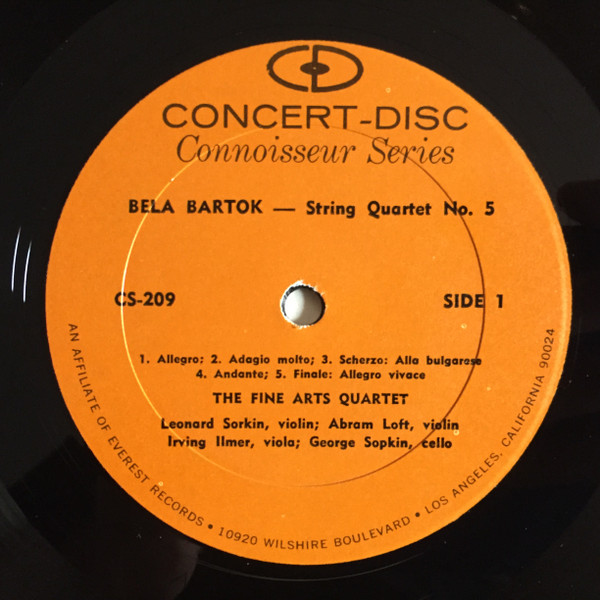 CD
CONCERT-DISC
Connoisseur Series
BELA BARTOK — String Quartet No. 5
CS-209
SIDE 1
1. Allegro; 2. Adagio molto; 3. Scherzo: Alla bulgarese
4. Andante; 5. Finale: Allegro vivace
THE FINE ARTS QUARTET
Leonard Sorkin, violin; Abram Loft, violin
Irving Ilmer, viola; George Sopkin, cello
AN AFFILIATE OF EVEREST RECORDS • 10920 WILSHIRE BOULEVARD • LOS ANGELES, CALIFORNIA 90024